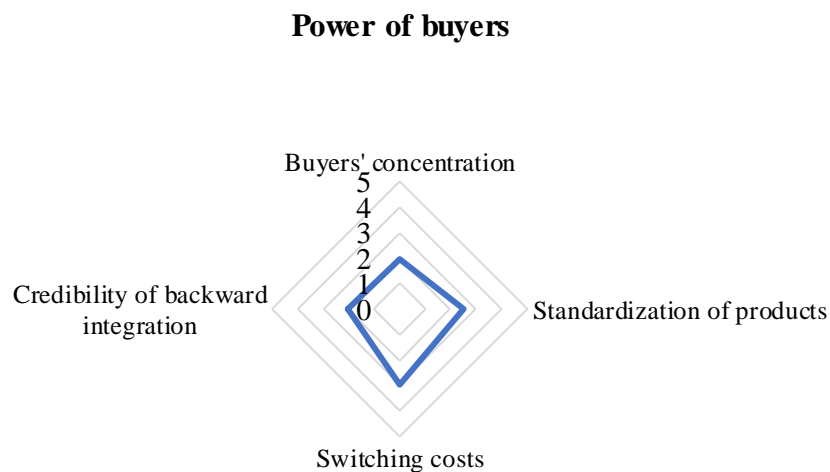 Power of buyers
Buyers' concentration
5
4
3
2
1
0
Credibility of backward
integration
Standardization of products
Switching costs